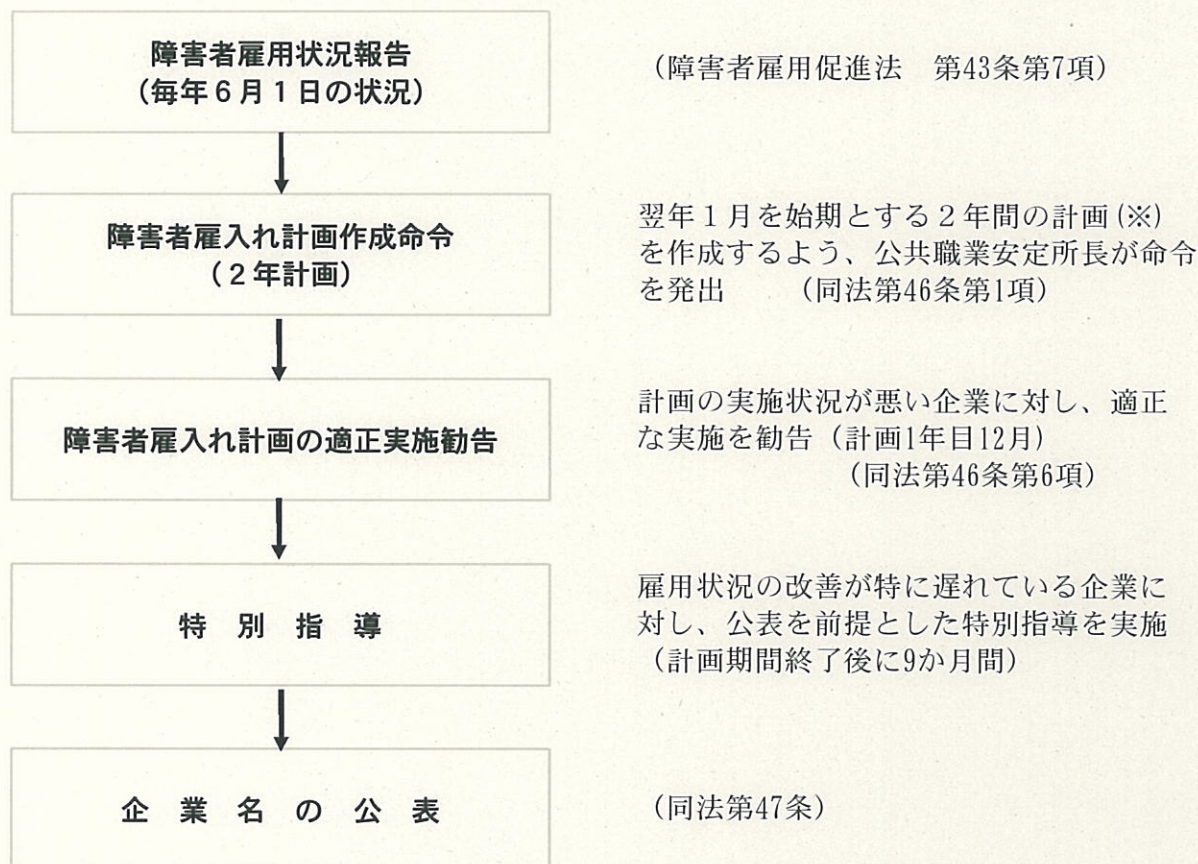 障害者雇用状況報告
(毎年6月1日の状況)
(障害者雇用促進法 第43条第7項)
障害者雇入れ計画作成命令
(2年計画)
翌年1月を始期とする2年間の計画(※)
を作成するよう、公共職業安定所長が命令
を発出 (同法第46条第1項)
障害者雇入れ計画の適正実施勧告
計画の実施状況が悪い企業に対し、適正
な実施を勧告(計画1年目12月)
(同法第46条第6項)
特 別 指 導
雇用状況の改善が特に遅れている企業に
対し、公表を前提とした特別指導を実施
(計画期間終了後に9か月間)
企 業 名 の 公 表
(同法第47条)